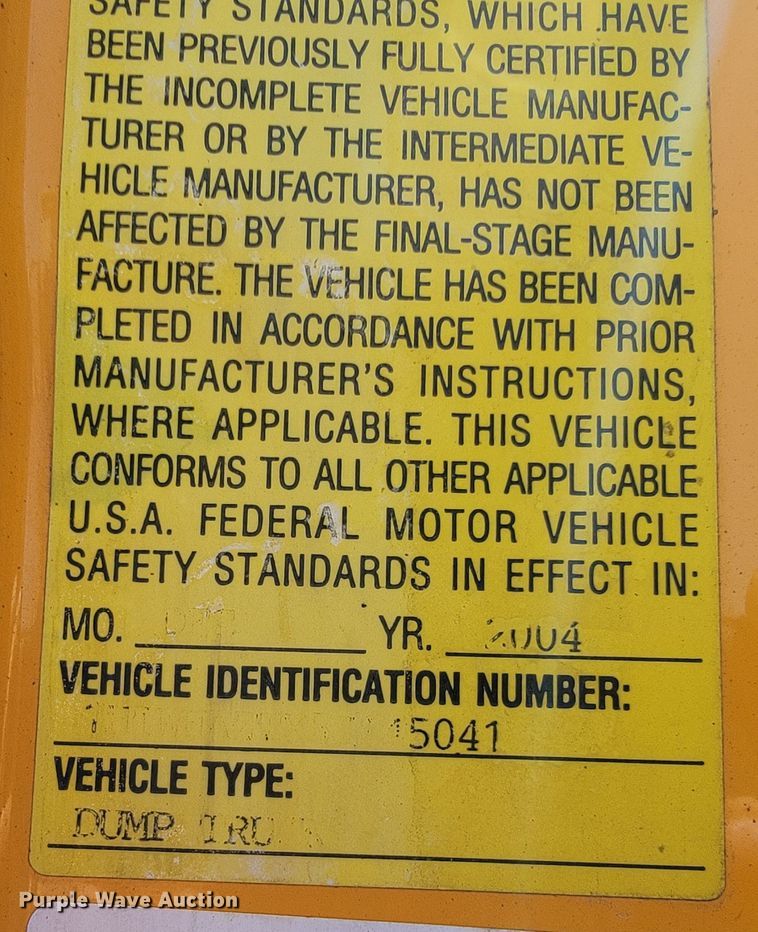 SAFETY STANDARDS, WHICH HAVE
BEEN PREVIOUSLY FULLY CERTIFIED BY
THE INCOMPLETE VEHICLE MANUFAC-
TURER OR BY THE INTERMEDIATE VE-
HICLE MANUFACTURER, HAS NOT BEEN
AFFECTED BY THE FINAL-STAGE MANU-
FACTURE. THE VEHICLE HAS BEEN COM-
PLETED IN ACCORDANCE WITH PRIOR
MANUFACTURER'S INSTRUCTIONS,
WHERE APPLICABLE. THIS VEHICLE
CONFORMS TO ALL OTHER APPLICABLE
U.S.A. FEDERAL MOTOR VEHICLE
SAFETY STANDARDS IN EFFECT IN:
MO. YR. 2004
VEHICLE IDENTIFICATION NUMBER:
15041
VEHICLE TYPE:
DUMP TRU
Purple Wave Auction